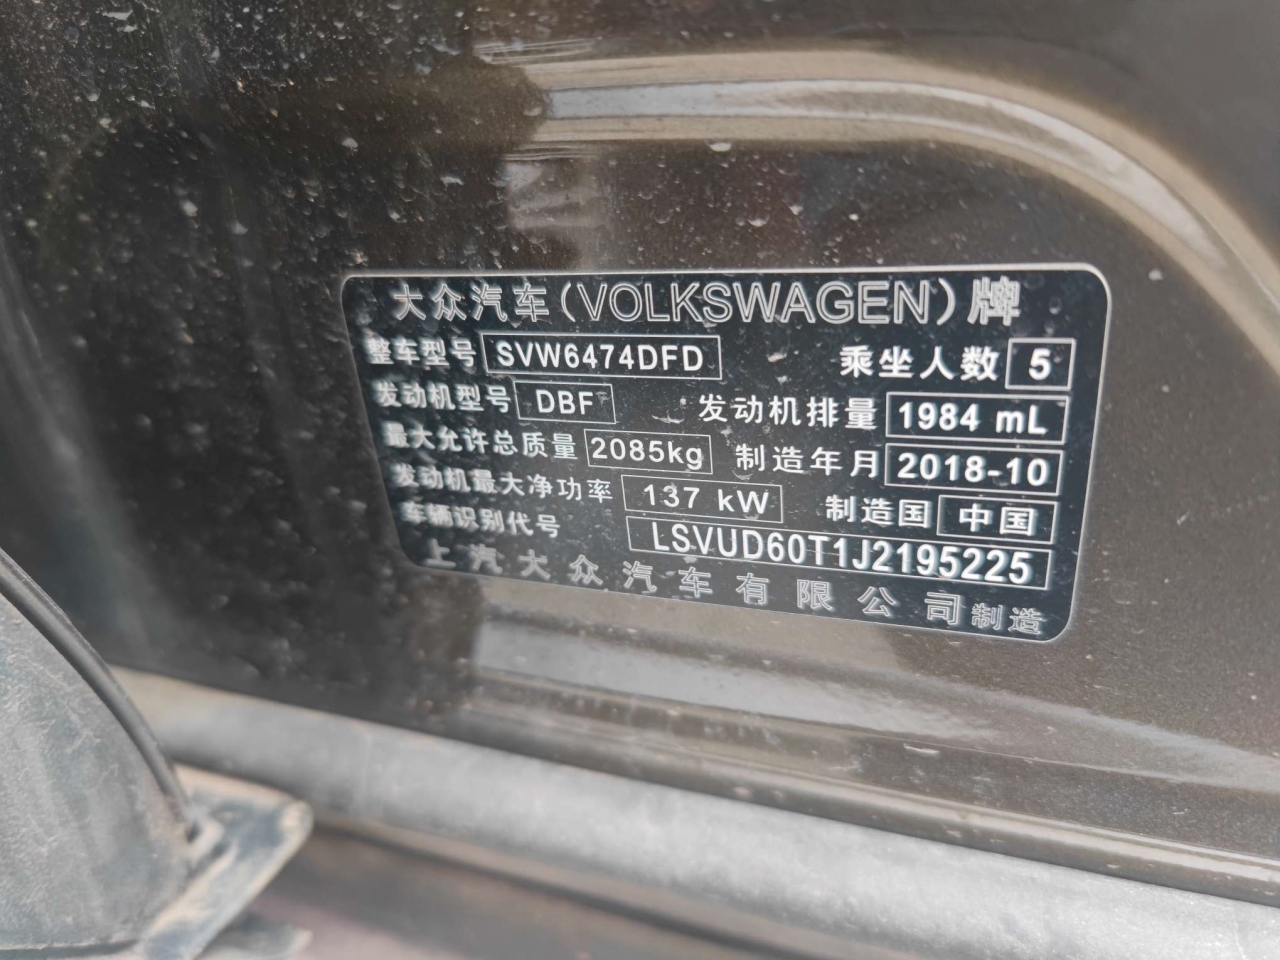 大众汽车(VOLKSWAGEN)牌
整车型号 SVW6474DFD 乘坐人数 5
发动机型号 DBF 发动机排量 1984 mL
最大允许总质量 2085kg 制造年月 2018-10
发动机最大净功率 137 kW 制造国 中国
车辆识别代号 LSVUD60T1J2195225
上汽大众汽车有限公司制造